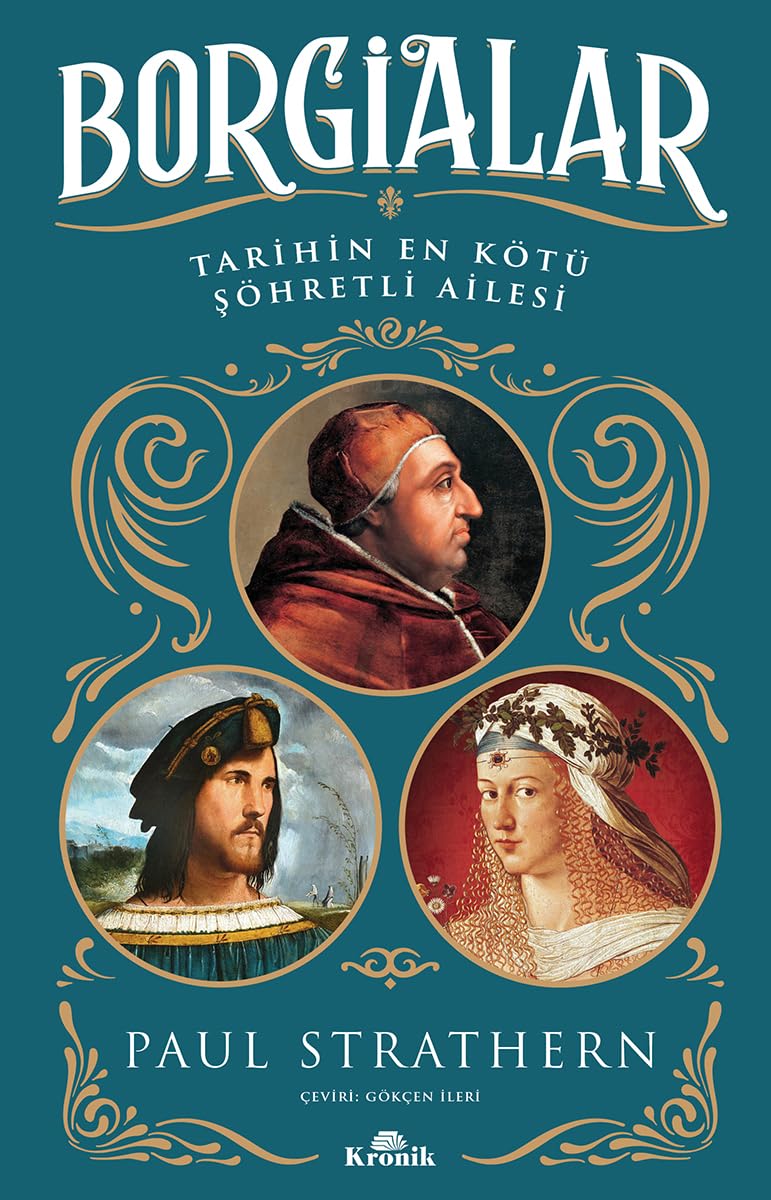 BORGİALAR
TARİHİN EN KÖTÜ
ŞÖHRETLİ AİLESİ
PAUL STRATHERN
ÇEVİRİ: GÖKÇEN İLERİ
Kronik